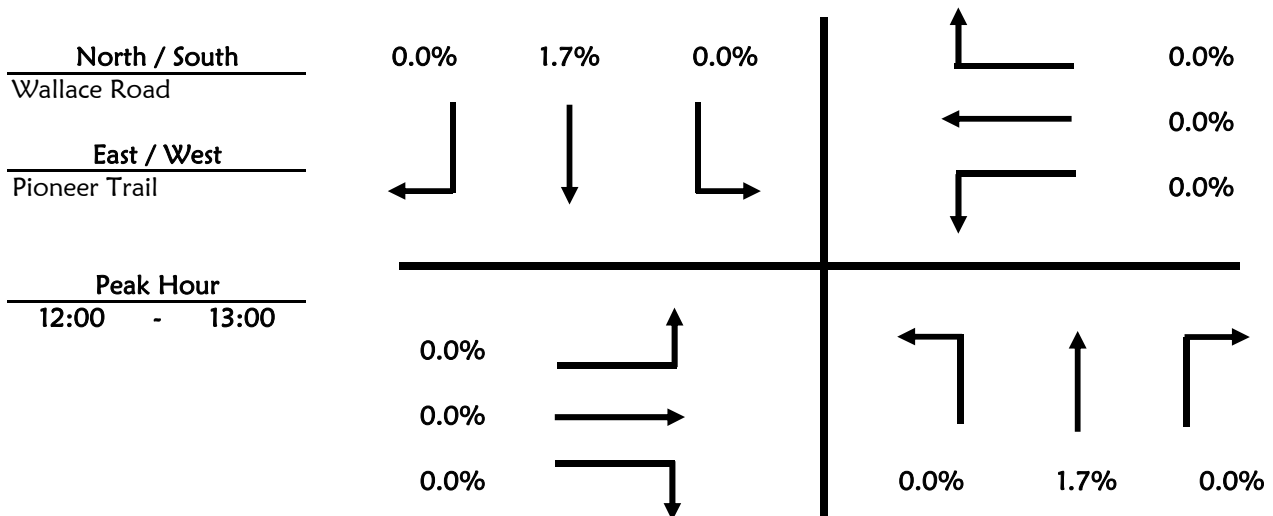 North / South
Wallace Road
East / West
Pioneer Trail
Peak Hour
12:00 - 13:00
0.0% 1.7% 0.0%
0.0%
0.0%
0.0%
0.0%
0.0%
0.0%
0.0% 1.7% 0.0%